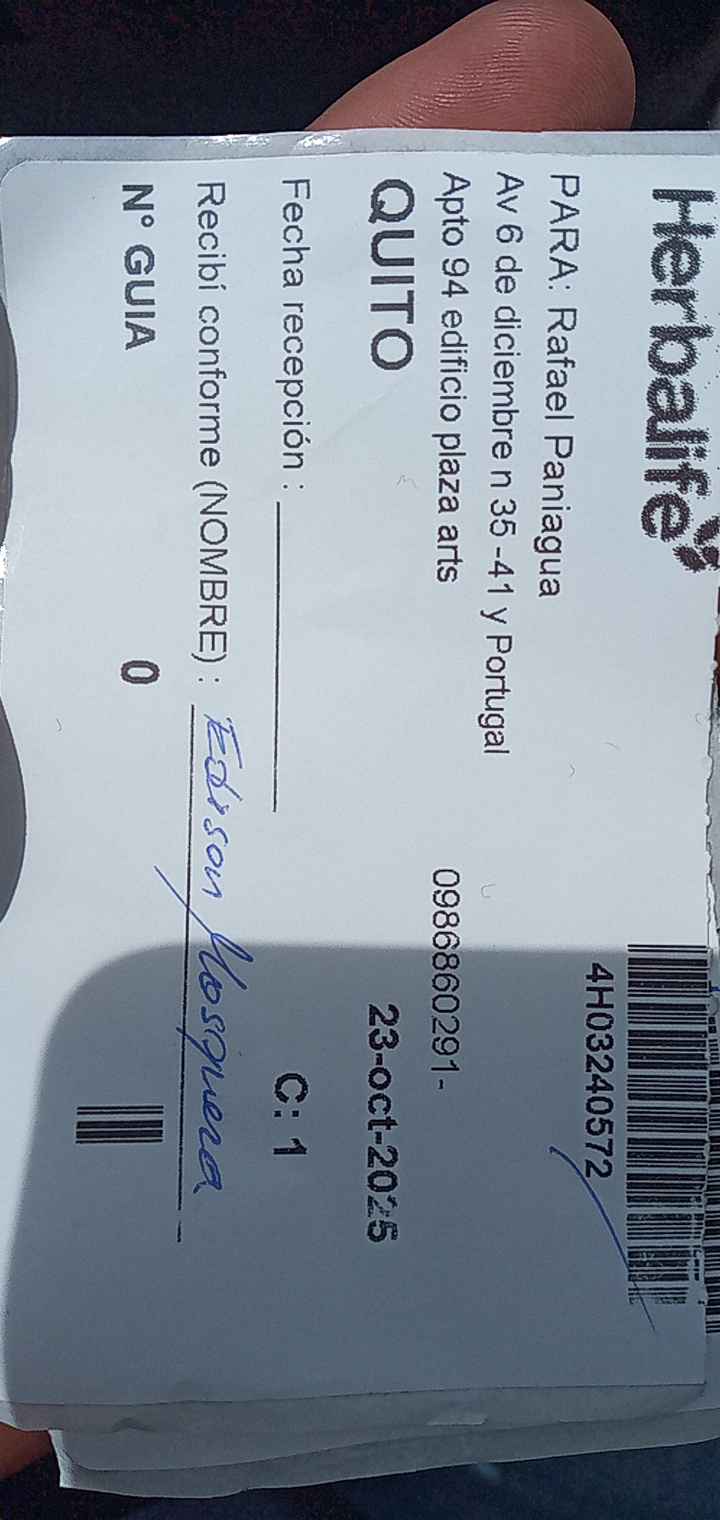 Herbalife
4H03240572
PARA: Rafael Paniagua
Av 6 de diciembre n 35 -41 y Portugal
Apto 94 edificio plaza arts 0986860291-
QUITO 23-oct-2025
Fecha recepción : C: 1
Recibí conforme (NOMBRE) : Edison Mosquera
N° GUIA 0